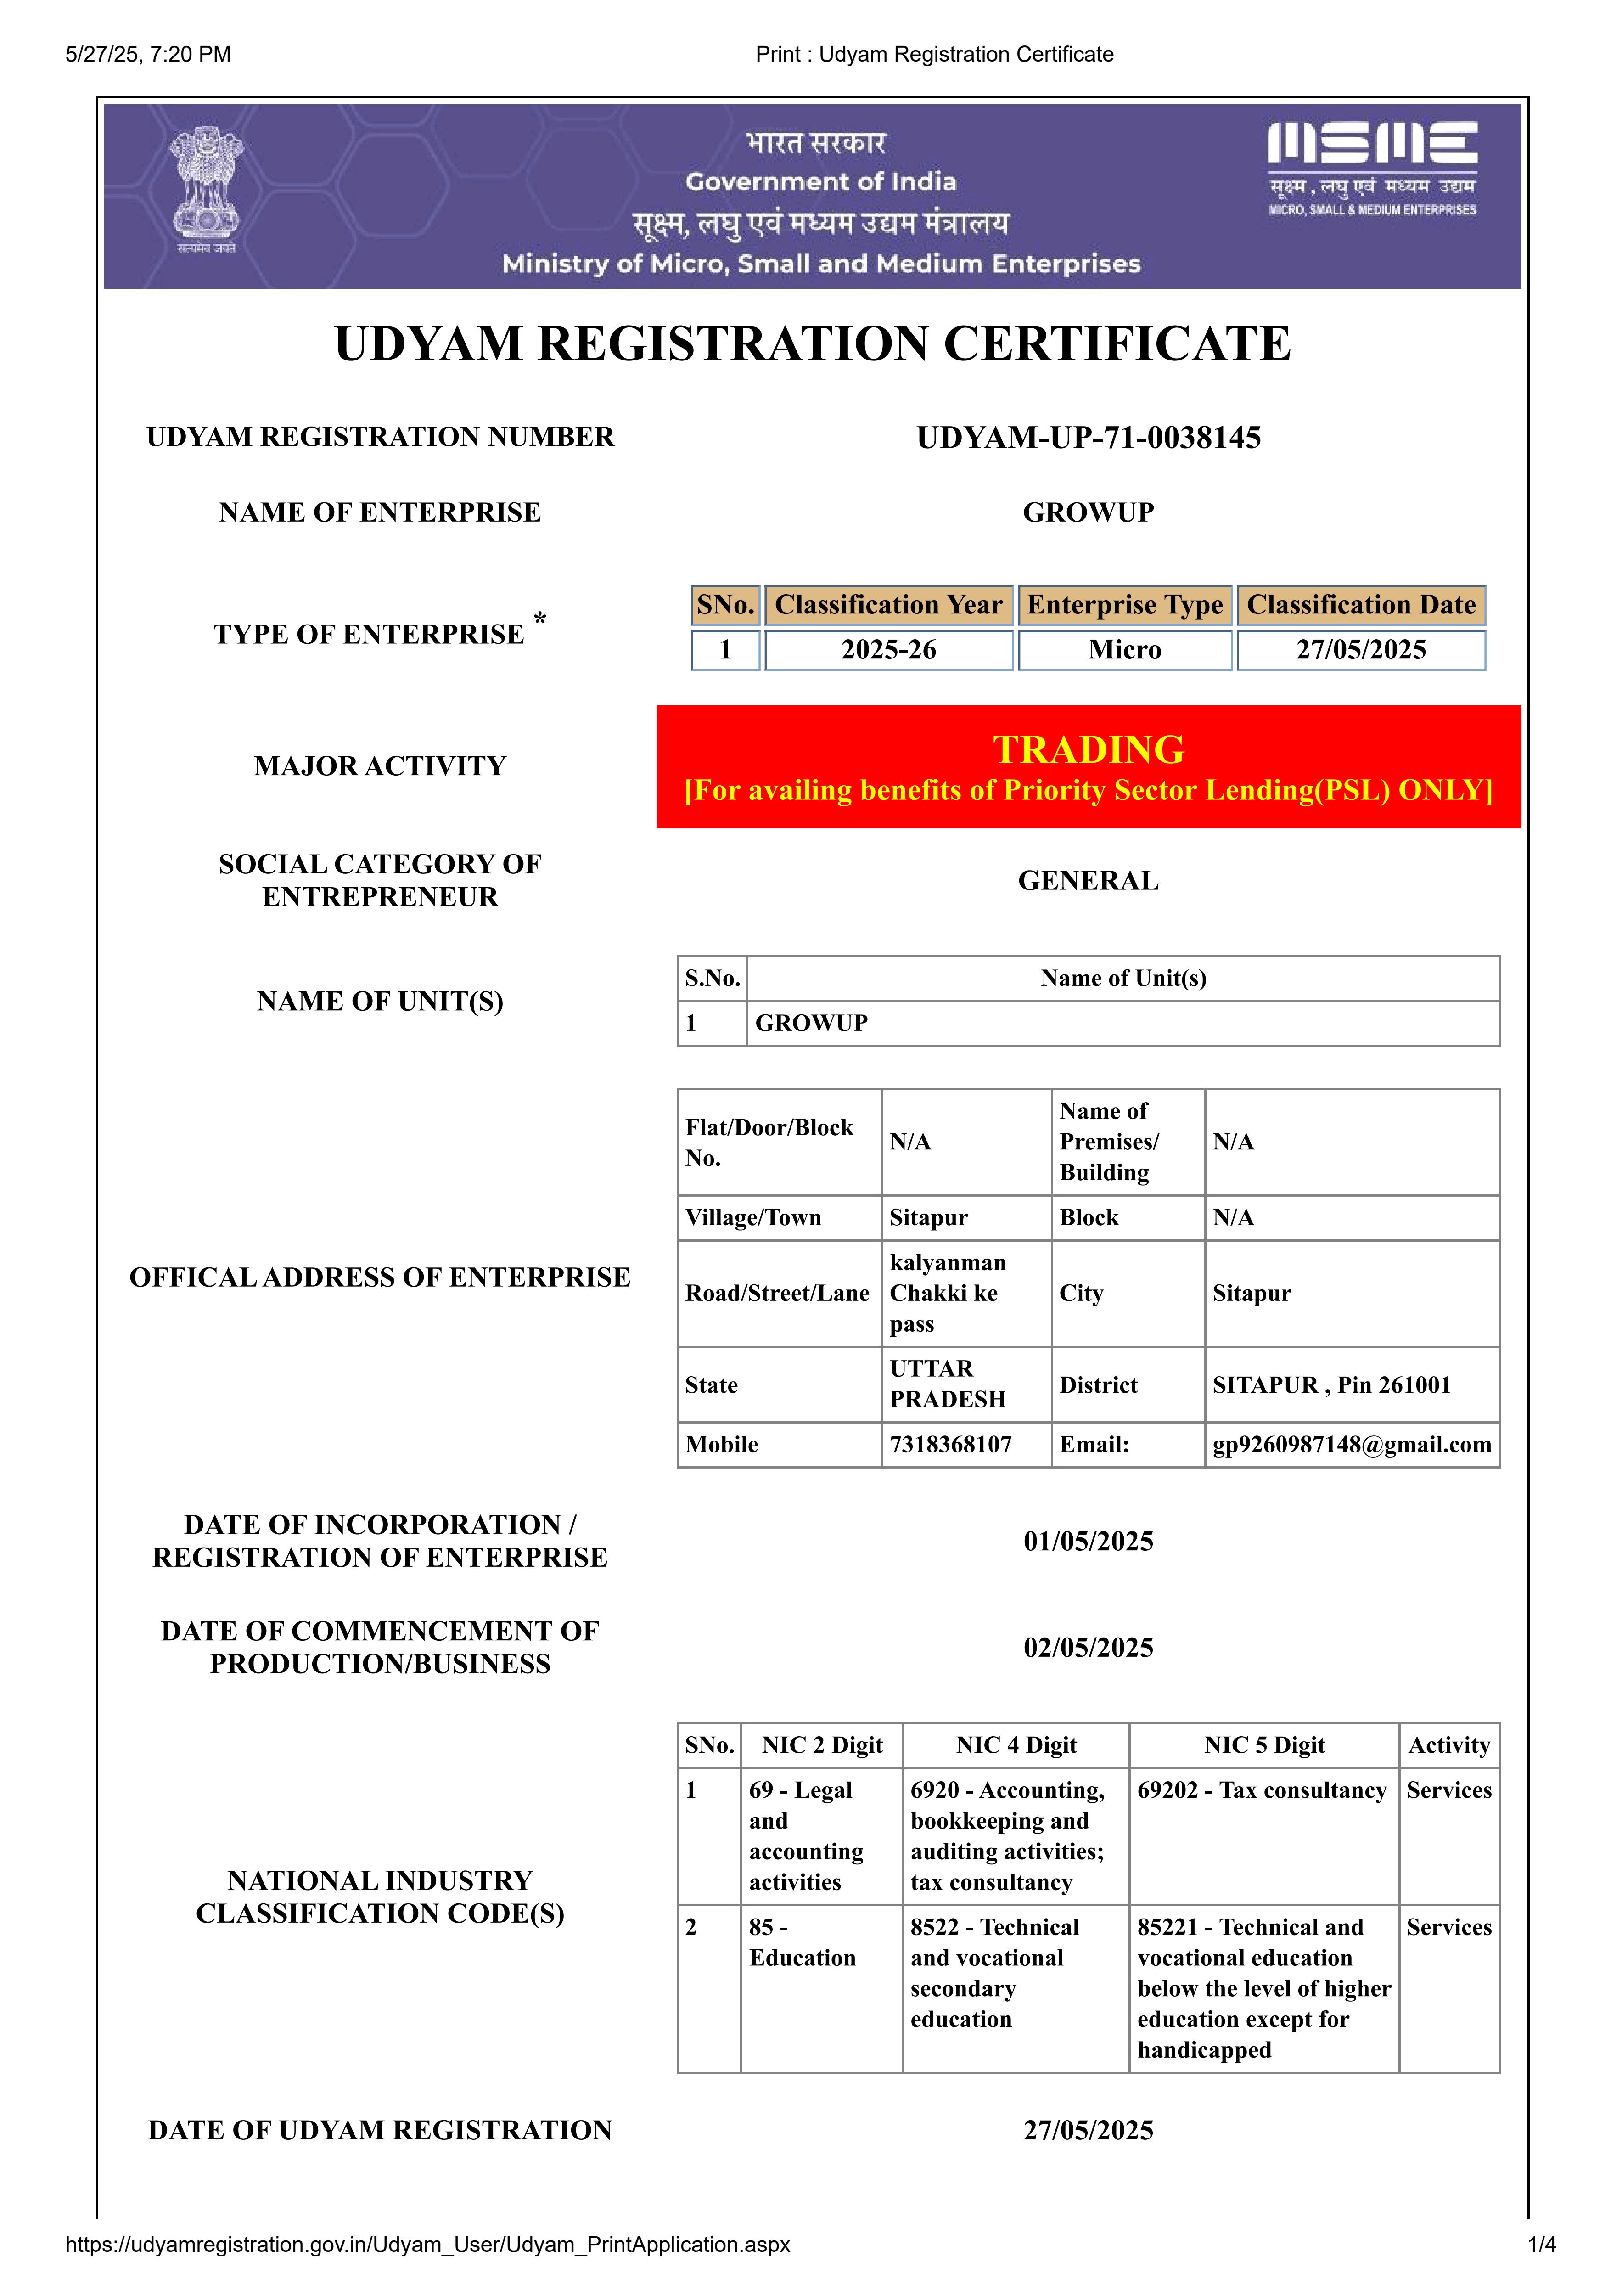 5/27/25, 7:20 PM
Print : Udyam Registration Certificate
भारत सरकार
Government of India
सूक्ष्म, लघु एवं मध्यम उद्यम मंत्रालय
Ministry of Micro, Small and Medium Enterprises
सत्यमेव जयते
MSME
सूक्ष्म , लघु एवं मध्यम उद्यम
MICRO, SMALL & MEDIUM ENTERPRISES
UDYAM REGISTRATION CERTIFICATE
UDYAM REGISTRATION NUMBER
UDYAM-UP-71-0038145
NAME OF ENTERPRISE
GROWUP
TYPE OF ENTERPRISE *
SNo. Classification Year Enterprise Type Classification Date
1 2025-26 Micro 27/05/2025
MAJOR ACTIVITY
TRADING
[For availing benefits of Priority Sector Lending(PSL) ONLY]
SOCIAL CATEGORY OF
ENTREPRENEUR
GENERAL
NAME OF UNIT(S)
S.No. Name of Unit(s)
1 GROWUP
OFFICAL ADDRESS OF ENTERPRISE
Flat/Door/Block
No.
N/A
Name of
Premises/
Building
N/A
Village/Town Sitapur Block N/A
Road/Street/Lane
kalyanman
Chakki ke
pass
City Sitapur
State
UTTAR
PRADESH
District SITAPUR , Pin 261001
Mobile 7318368107 Email: gp9260987148@gmail.com
DATE OF INCORPORATION /
REGISTRATION OF ENTERPRISE
01/05/2025
DATE OF COMMENCEMENT OF
PRODUCTION/BUSINESS
02/05/2025
NATIONAL INDUSTRY
CLASSIFICATION CODE(S)
SNo. NIC 2 Digit NIC 4 Digit NIC 5 Digit Activity
1
69 - Legal
and
accounting
activities
6920 - Accounting,
bookkeeping and
auditing activities;
tax consultancy
69202 - Tax consultancy
Services
2
85 -
Education
8522 - Technical
and vocational
secondary
education
85221 - Technical and
vocational education
below the level of higher
education except for
handicapped
Services
DATE OF UDYAM REGISTRATION
27/05/2025
https://udyamregistration.gov.in/Udyam_User/Udyam_PrintApplication.aspx
1/4